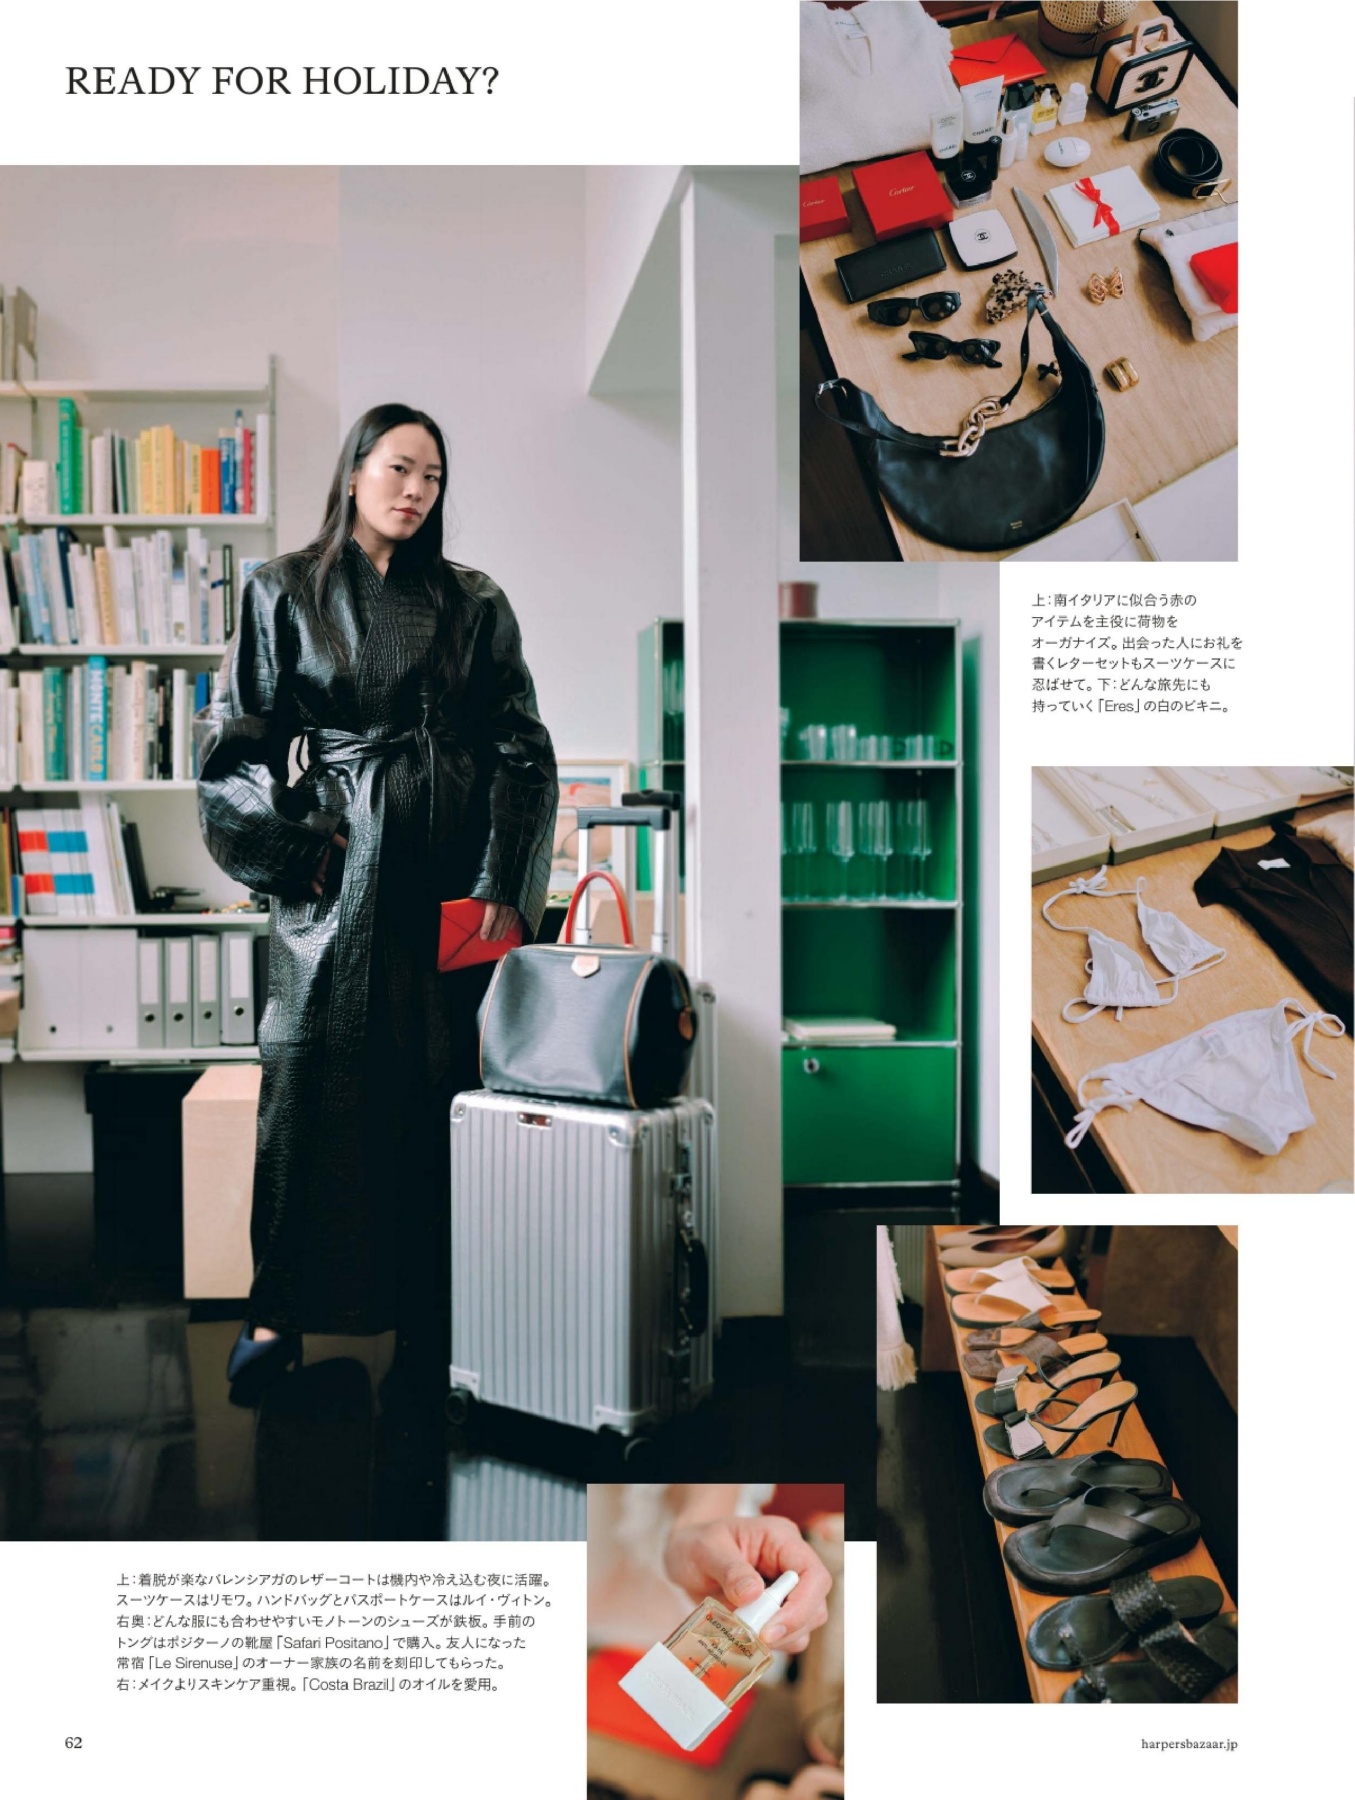 READY FOR HOLIDAY?
CHANEL
Cartier
Cartier
上：南イタリアに似合う赤の
アイテムを主役に荷物を
オーガナイズ。出会った人にお礼を
書くレターセットもスーツケースに
忍ばせて。下：どんな旅先にも
持っていく「Eres」の白のビキニ。
MONTE CARLO
OLEO PARA A FACE
上：着脱が楽なバレンシアガのレザーコートは機内や冷え込む夜に活躍。
スーツケースはリモワ。ハンドバッグとパスポートケースはルイ・ヴィトン。
右奥：どんな服にも合わせやすいモノトーンのシューズが鉄板。手前の
トングはポジターノの靴屋「Safari Positano」で購入。友人になった
常宿「Le Sirenuse」のオーナー家族の名前を刻印してもらった。
右：メイクよりスキンケア重視。「Costa Brazil」のオイルを愛用。
62
harpersbazaar.jp